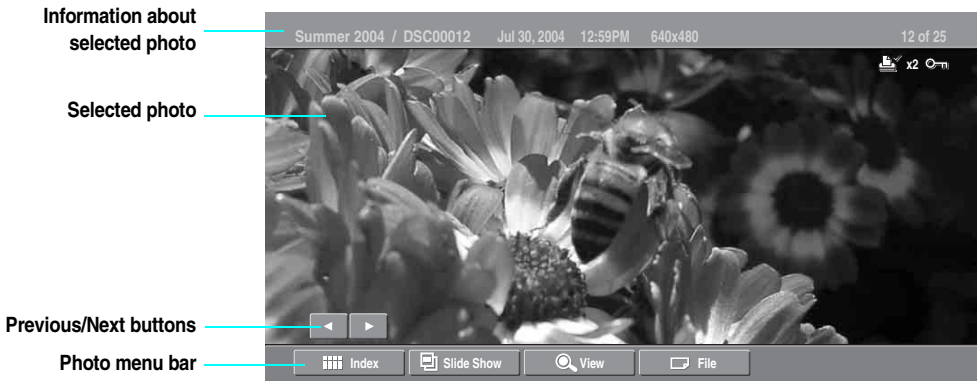 Information about
selected photo
Summer 2004 / DSC00012 Jul 30, 2004 12:59PM 640x480 12 of 25
x2
Selected photo
Previous/Next buttons
Photo menu bar
Index Slide Show View File